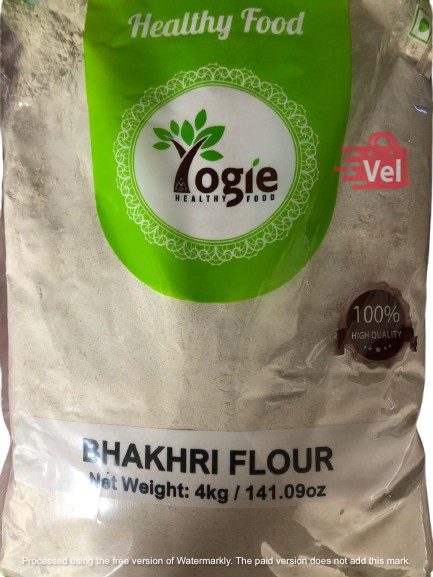 Healthy Food
Yogie
HEALTHY FOOD
Vel
100%
HIGH QUALITY
BHAKHRI FLOUR
Net Weight: 4kg / 141.09oz
Processed using the free version of Watermarkly. The paid version does not add this mark.